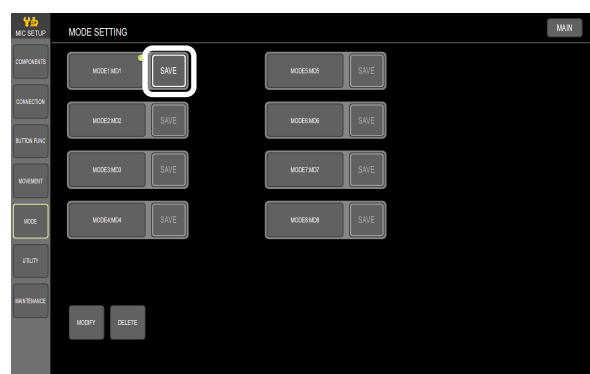 MIC SETUP
MODE SETTING
MAIN
COMPONENTS
CONNECTION
BUTTON FUNC
MOVEMENT
MODE
UTILITY
MAINTENANCE
MODE1:MD1 SAVE
MODE5:MD5 SAVE
MODE2:MD2 SAVE
MODE6:MD6 SAVE
MODE3:MD3 SAVE
MODE7:MD7 SAVE
MODE4:MD4 SAVE
MODE8:MD8 SAVE
MODIFY DELETE